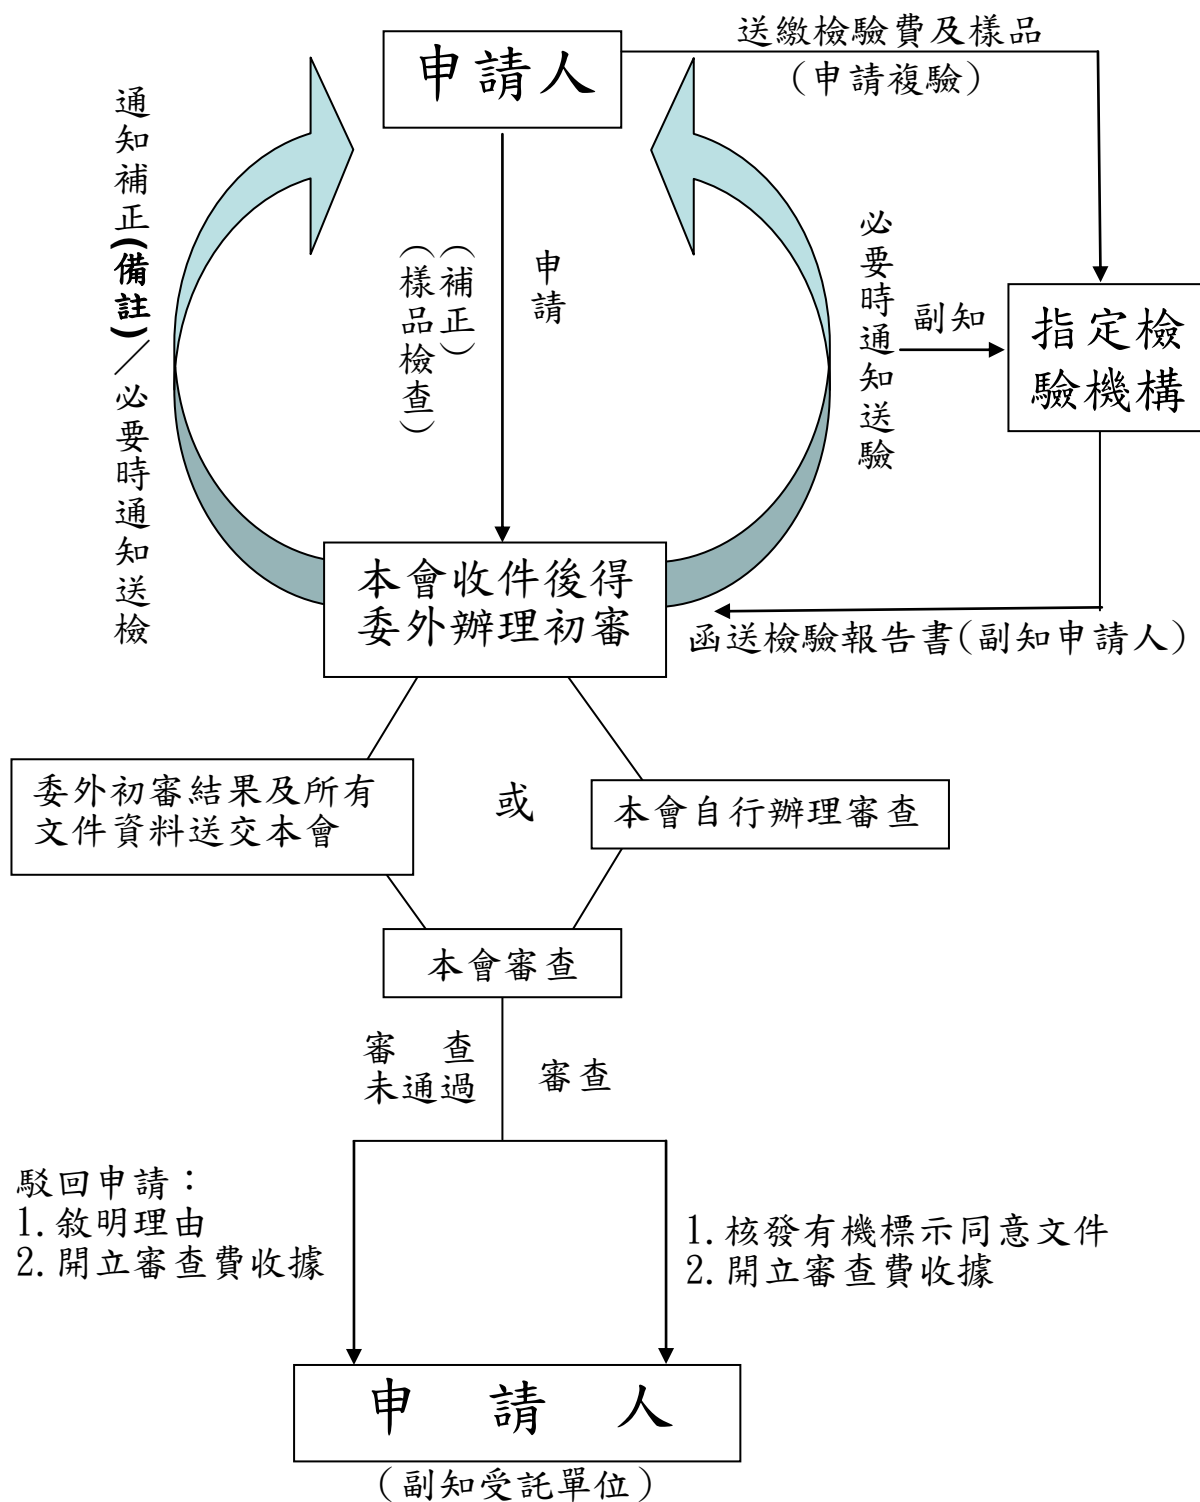 申請人
送繳檢驗費及樣品
（申請複驗）
通知補正(備註)／必要時通知送檢
（樣品檢查）
（補正）
申請
必要時通知送驗
副知
指定檢
驗機構
本會收件後得
委外辦理初審
函送檢驗報告書(副知申請人)
委外初審結果及所有
文件資料送交本會
或
本會自行辦理審查
本會審查
審　查
未通過
審查
駁回申請：
1.敘明理由
2.開立審查費收據
1.核發有機標示同意文件
2.開立審查費收據
申　請　人
（副知受託單位）